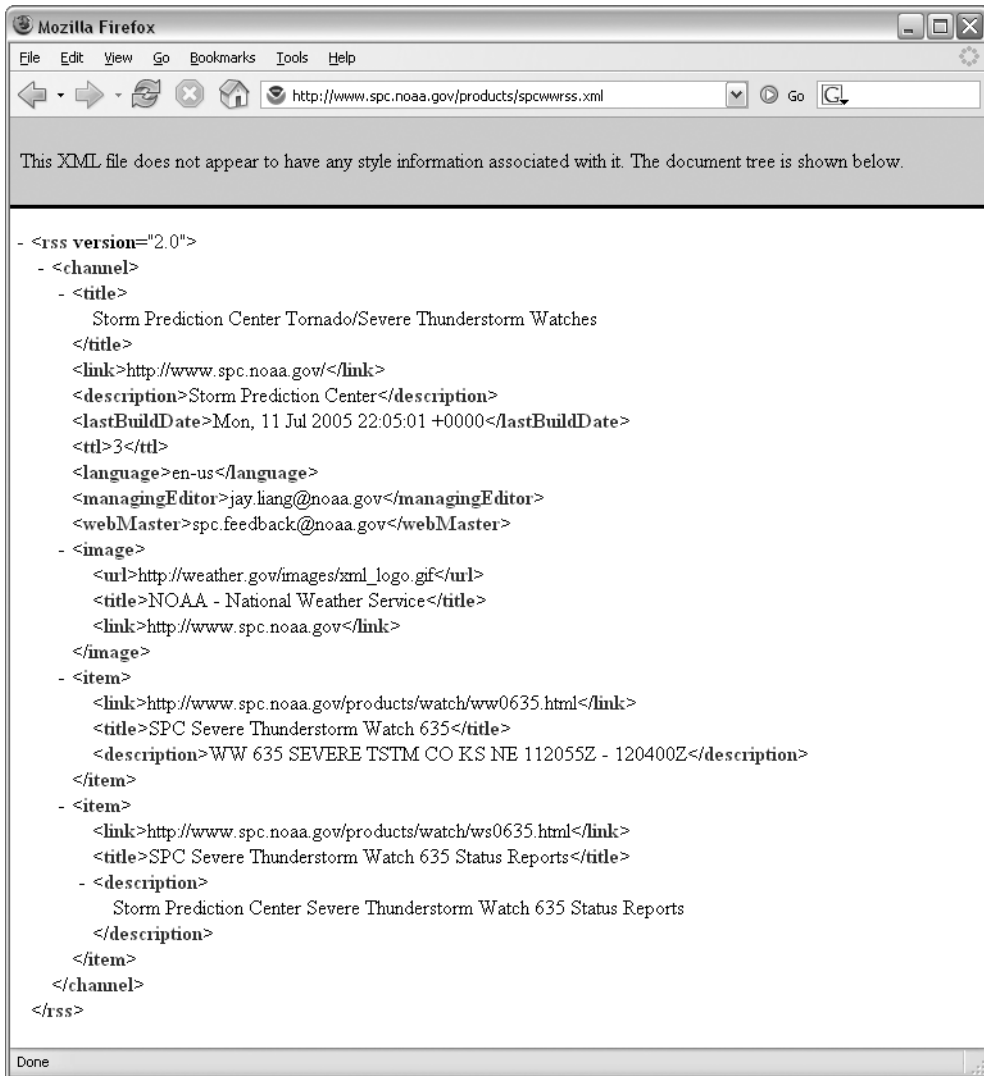 Mozilla Firefox
File Edit View Go Bookmarks Tools Help
http://www.spc.noaa.gov/products/spcwwrss.xml Go G
This XML file does not appear to have any style information associated with it. The document tree is shown below.
- <rss version="2.0">
- <channel>
- <title>
Storm Prediction Center Tornado/Severe Thunderstorm Watches
</title>
<link>http://www.spc.noaa.gov/</link>
<description>Storm Prediction Center</description>
<lastBuildDate>Mon, 11 Jul 2005 22:05:01 +0000</lastBuildDate>
<ttl>3</ttl>
<language>en-us</language>
<managingEditor>jay.liang@noaa.gov</managingEditor>
<webMaster>spc.feedback@noaa.gov</webMaster>
- <image>
<url>http://weather.gov/images/xml_logo.gif</url>
<title>NOAA - National Weather Service</title>
<link>http://www.spc.noaa.gov</link>
</image>
- <item>
<link>http://www.spc.noaa.gov/products/watch/ww0635.html</link>
<title>SPC Severe Thunderstorm Watch 635</title>
<description>WW 635 SEVERE TSTM CO KS NE 112055Z - 120400Z</description>
</item>
- <item>
<link>http://www.spc.noaa.gov/products/watch/ws0635.html</link>
<title>SPC Severe Thunderstorm Watch 635 Status Reports</title>
- <description>
Storm Prediction Center Severe Thunderstorm Watch 635 Status Reports
</description>
</item>
</channel>
</rss>
Done